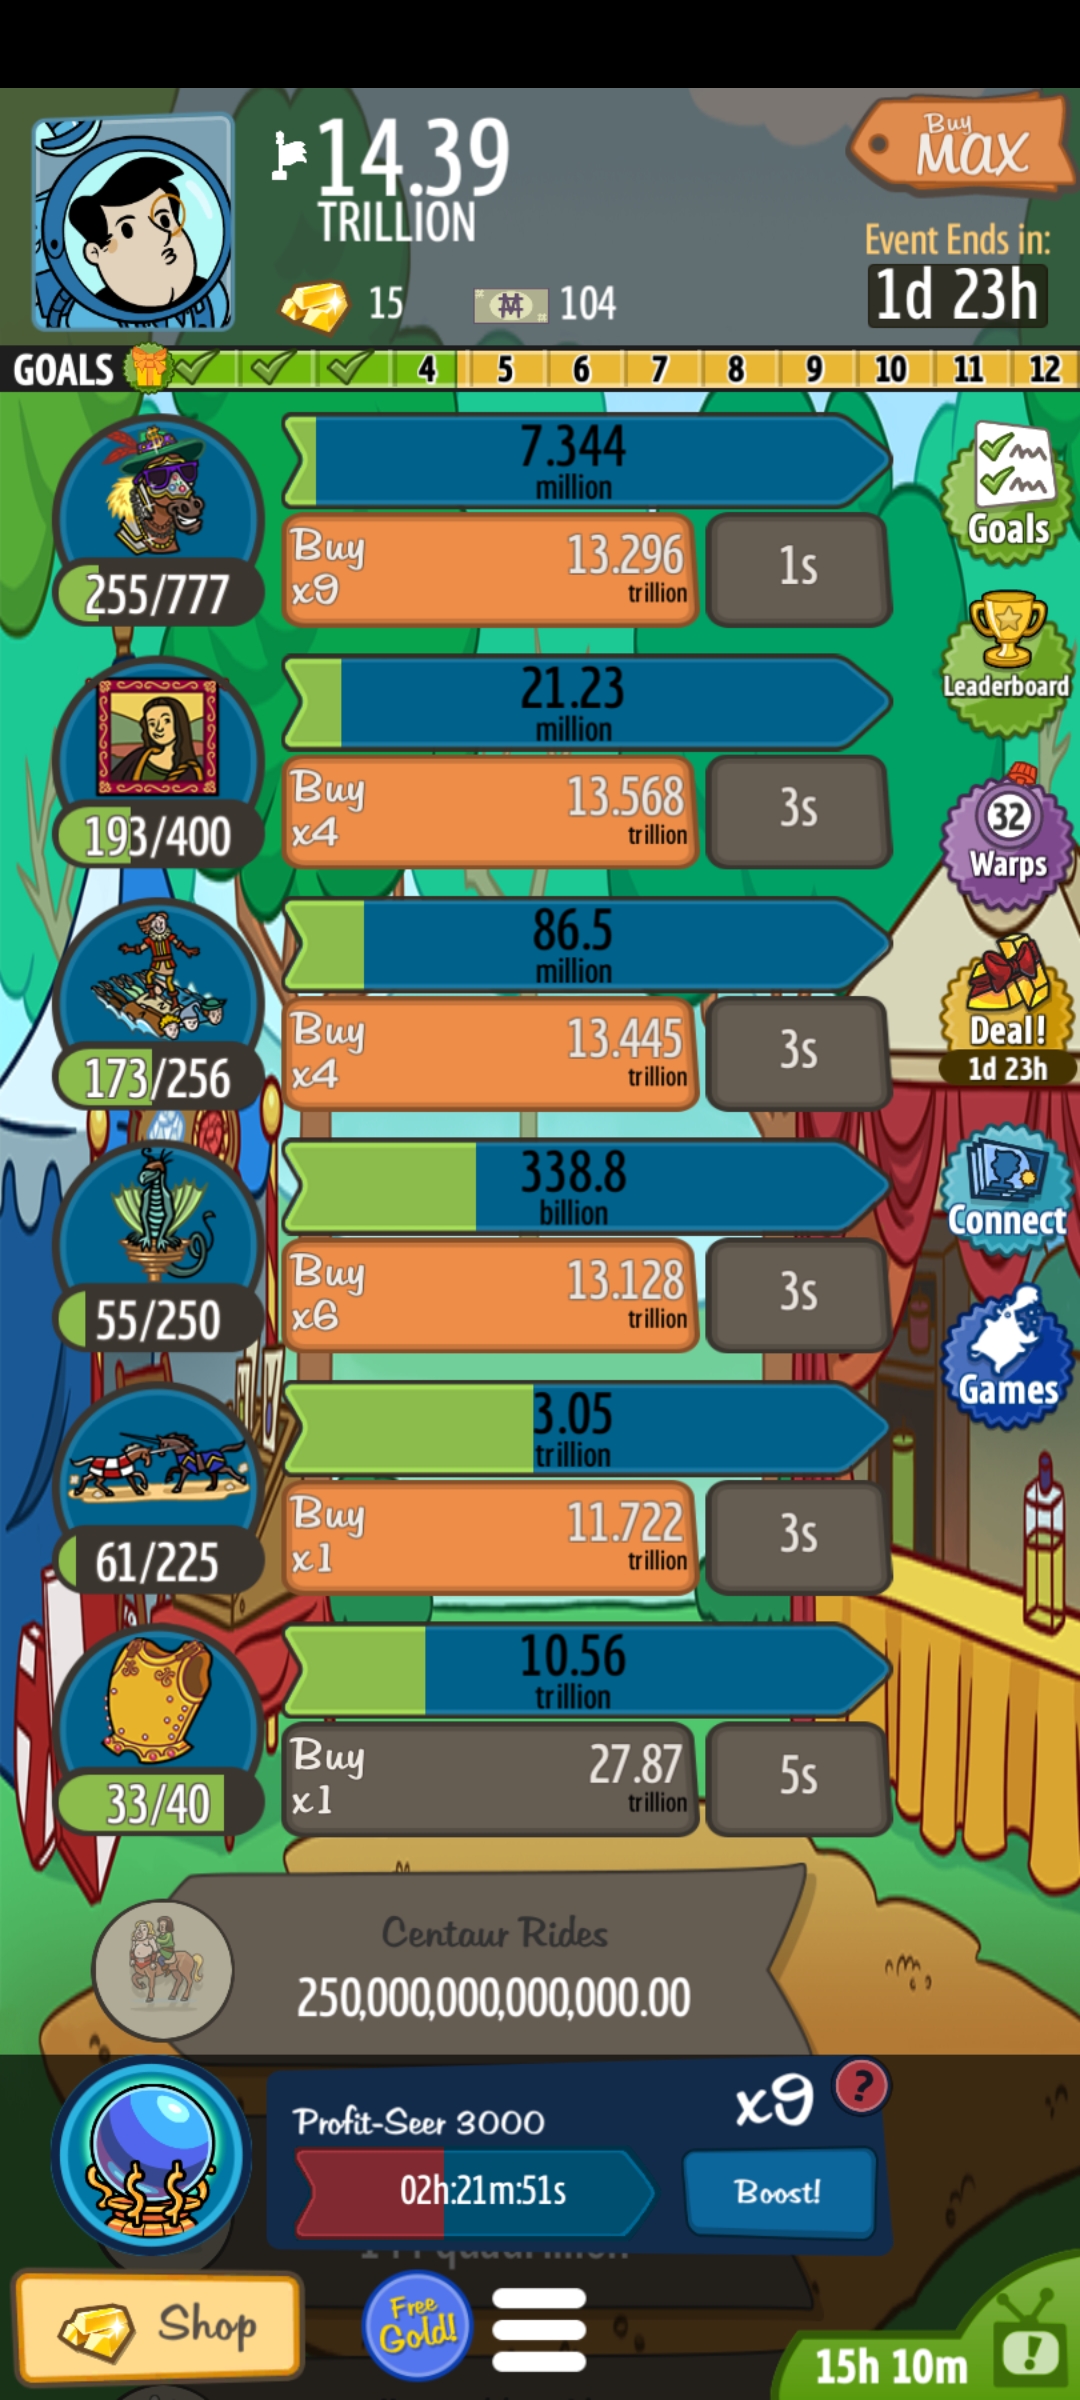 14.39
TRILLION
Buy
MAX
Event Ends in:
1d 23h
15
104
GOALS 4 5 6 7 8 9 10 11 12
7.344
million
Buy
x9
13.296
trillion
1s
255/777
Goals
21.23
million
Buy
x4
13.568
trillion
3s
193/400
Leaderboard
32
Warps
86.5
million
Buy
x4
13.445
trillion
3s
173/256
Deal!
1d 23h
338.8
billion
Buy
x6
13.128
trillion
3s
55/250
Connect
Games
3.05
trillion
Buy
x1
11.722
trillion
3s
61/225
10.56
trillion
Buy
x1
27.87
trillion
5s
33/40
Centaur Rides
250,000,000,000,000.00
Profit-Seer 3000
x9
?
02h:21m:51s
Boost!
Shop
Free
Gold!
15h 10m
!